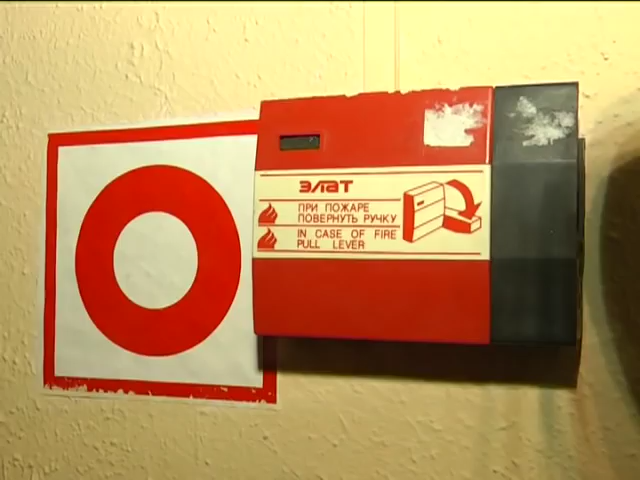 ЭЛАТ
ПРИ ПОЖАРЕ
ПОВЕРНУТЬ РУЧКУ
IN CASE OF FIRE
PULL LEVER